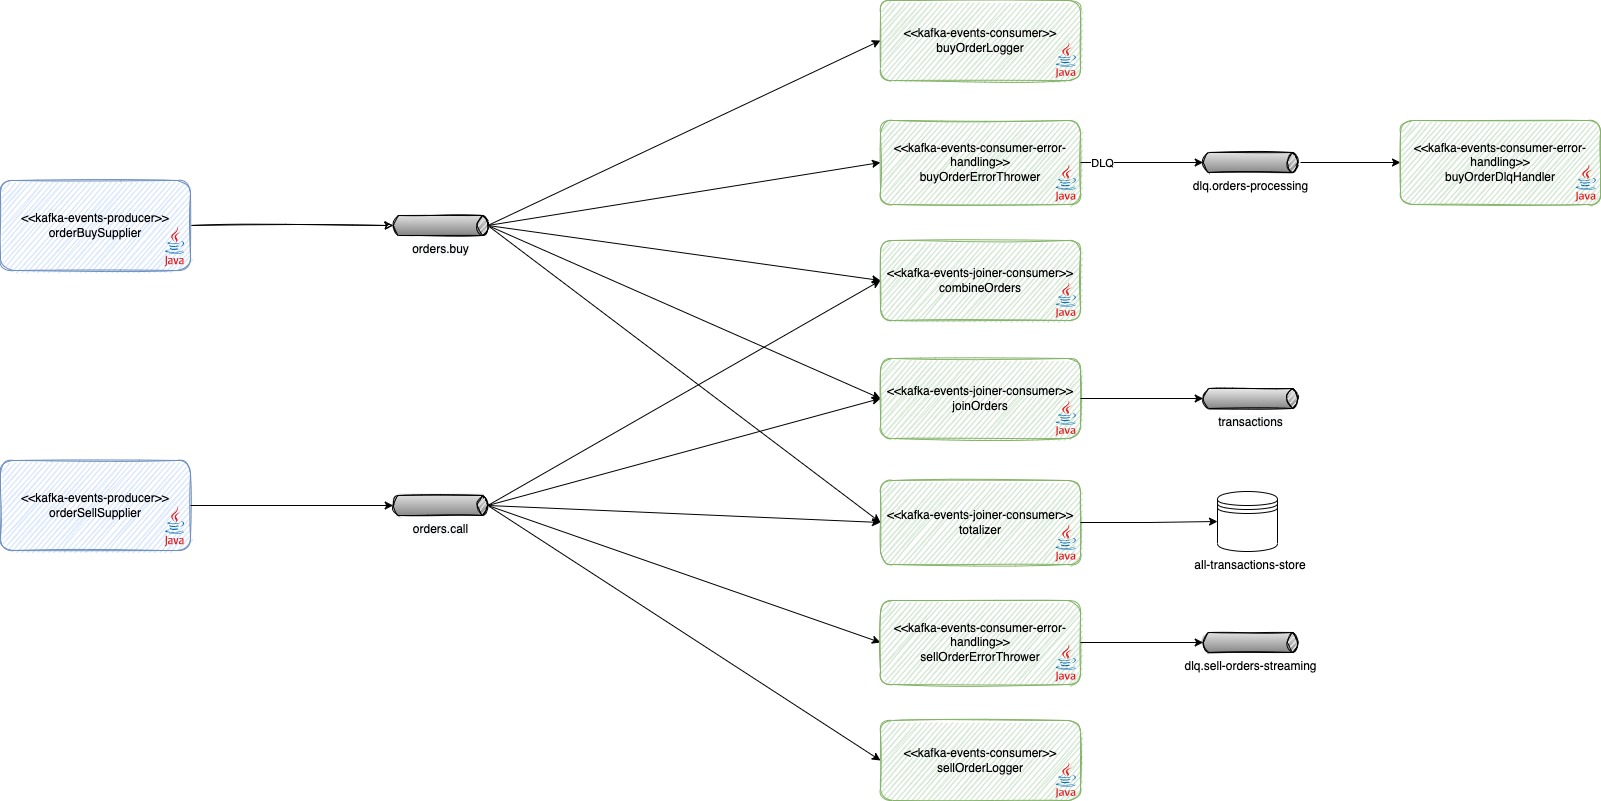 <<kafka-events-consumer>>
buyOrderLogger
Java
<<kafka-events-consumer-error-
handling>>
buyOrderErrorThrower
Java
DLQ
dlq.orders-processing
<<kafka-events-consumer-error-
handling>>
buyOrderDlqHandler
Java
<<kafka-events-producer>>
orderBuySupplier
Java
orders.buy
<<kafka-events-joiner-consumer>>
combineOrders
Java
<<kafka-events-joiner-consumer>>
joinOrders
Java
transactions
<<kafka-events-producer>>
orderSellSupplier
Java
orders.call
<<kafka-events-joiner-consumer>>
totalizer
Java
all-transactions-store
<<kafka-events-consumer-error-
handling>>
sellOrderErrorThrower
Java
dlq.sell-orders-streaming
<<kafka-events-consumer>>
sellOrderLogger
Java